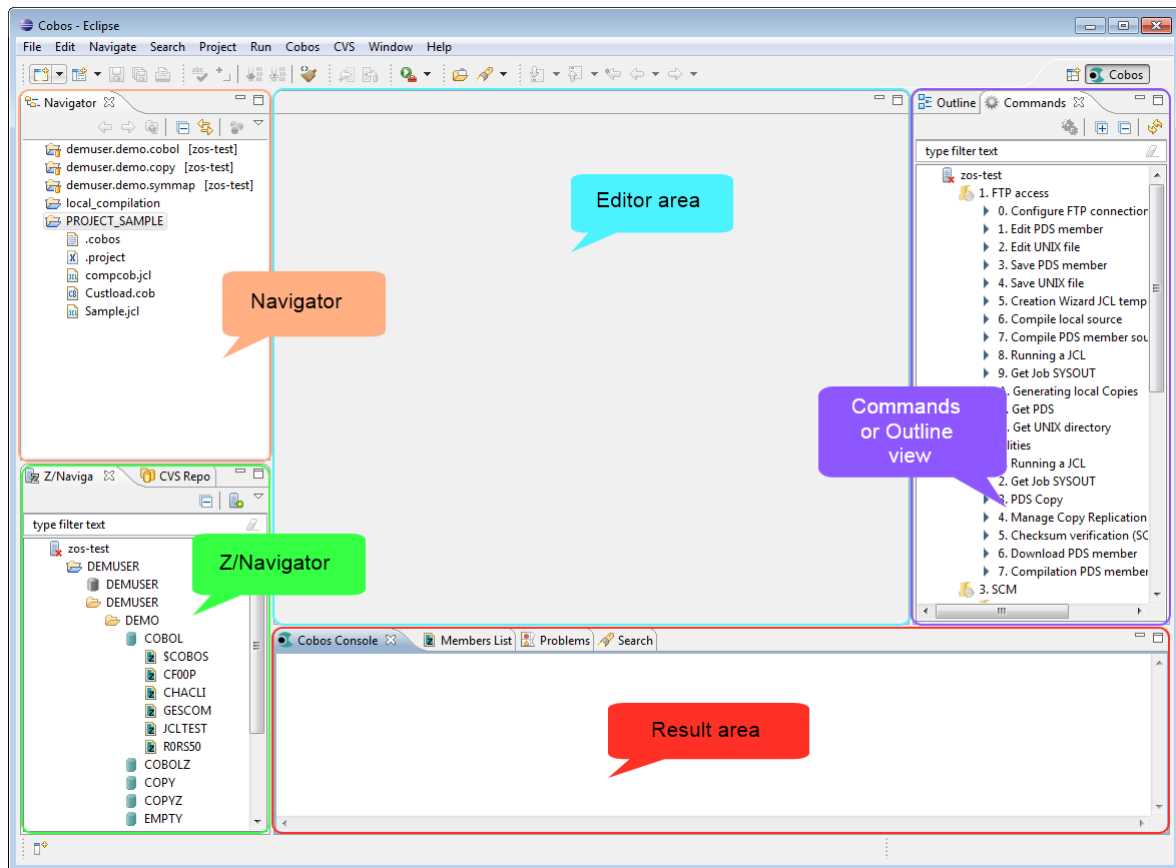 Cobos - Eclipse
File Edit Navigate Search Project Run Cobos CVS Window Help
Cobos
Navigator
demuser.demo.cobol [zos-test]
demuser.demo.copy [zos-test]
demuser.demo.symmap [zos-test]
local_compilation
PROJECT_SAMPLE
.cobos
.project
compcob.jcl
Custload.cob
Sample.jcl
Navigator
Editor area
Outline Commands
type filter text
zos-test
1. FTP access
0. Configure FTP connection
1. Edit PDS member
2. Edit UNIX file
3. Save PDS member
4. Save UNIX file
5. Creation Wizard JCL temp
6. Compile local source
7. Compile PDS member sou
8. Running a JCL
9. Get Job SYSOUT
Generating local Copies
Get PDS
Get UNIX directory
ilities
Running a JCL
2. Get Job SYSOUT
3. PDS Copy
4. Manage Copy Replication
5. Checksum verification (SC
6. Download PDS member
7. Compilation PDS member
3. SCM
Commands
or Outline
view
Z/Naviga CVS Repo
type filter text
zos-test
DEMUSER
DEMUSER
DEMUSER
DEMO
COBOL
$COBOS
CF00P
CHACLI
GESCOM
JCLTEST
R0RS50
COBOLZ
COPY
COPYZ
EMPTY
Z/Navigator
Cobos Console Members List Problems Search
Result area